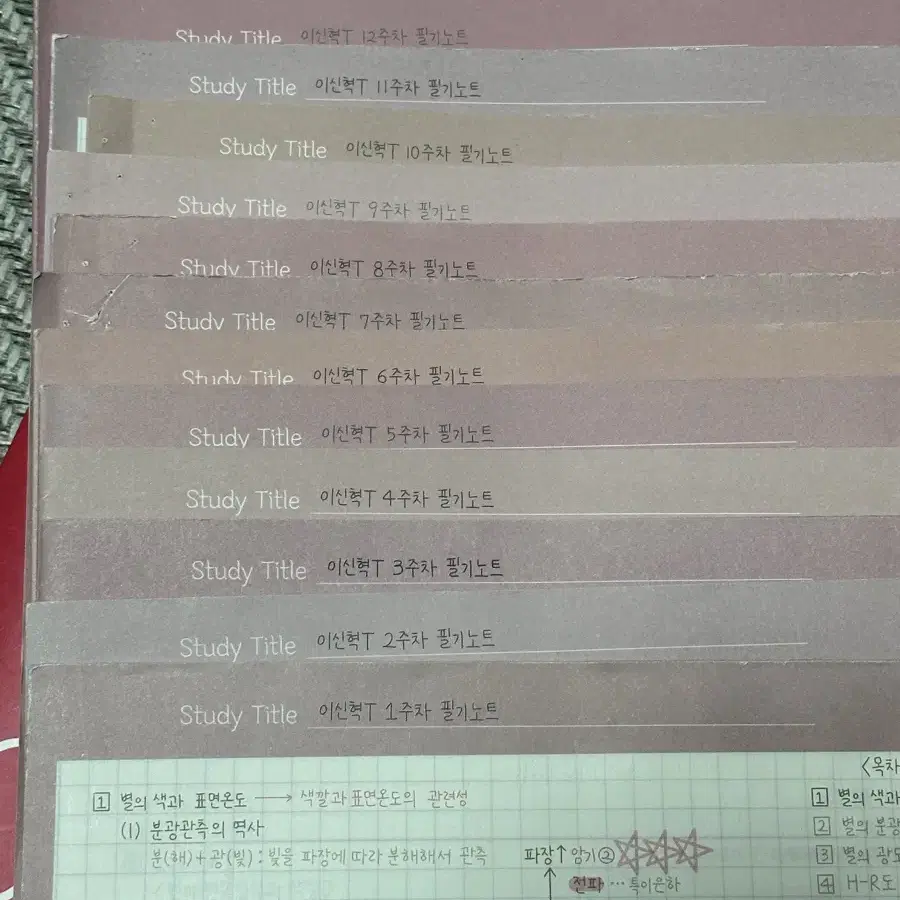 Study Title 이신혁T 12주차 필기노트
Study Title 이신혁T 11주차 필기노트
Study Title 이신혁T 10주차 필기노트
Study Title 이신혁T 9주차 필기노트
Study Title 이신혁T 8주차 필기노트
Study Title 이신혁T 7주차 필기노트
Study Title 이신혁T 6주차 필기노트
Study Title 이신혁T 5주차 필기노트
Study Title 이신혁T 4주차 필기노트
Study Title 이신혁T 3주차 필기노트
Study Title 이신혁T 2주차 필기노트
Study Title 이신혁T 1주차 필기노트
<목차
1 별의 색과 표면온도 → 색깔과 표면온도의 관련성
(1) 분광관측의 역사
분(해) + 광(빛) : 빛을 파장에 따라 분해해서 관측
파장↑ 암기②
전파 … 특이은하
1 별의 색과
2 별의 분광
3 별의 광도
4 H-R도